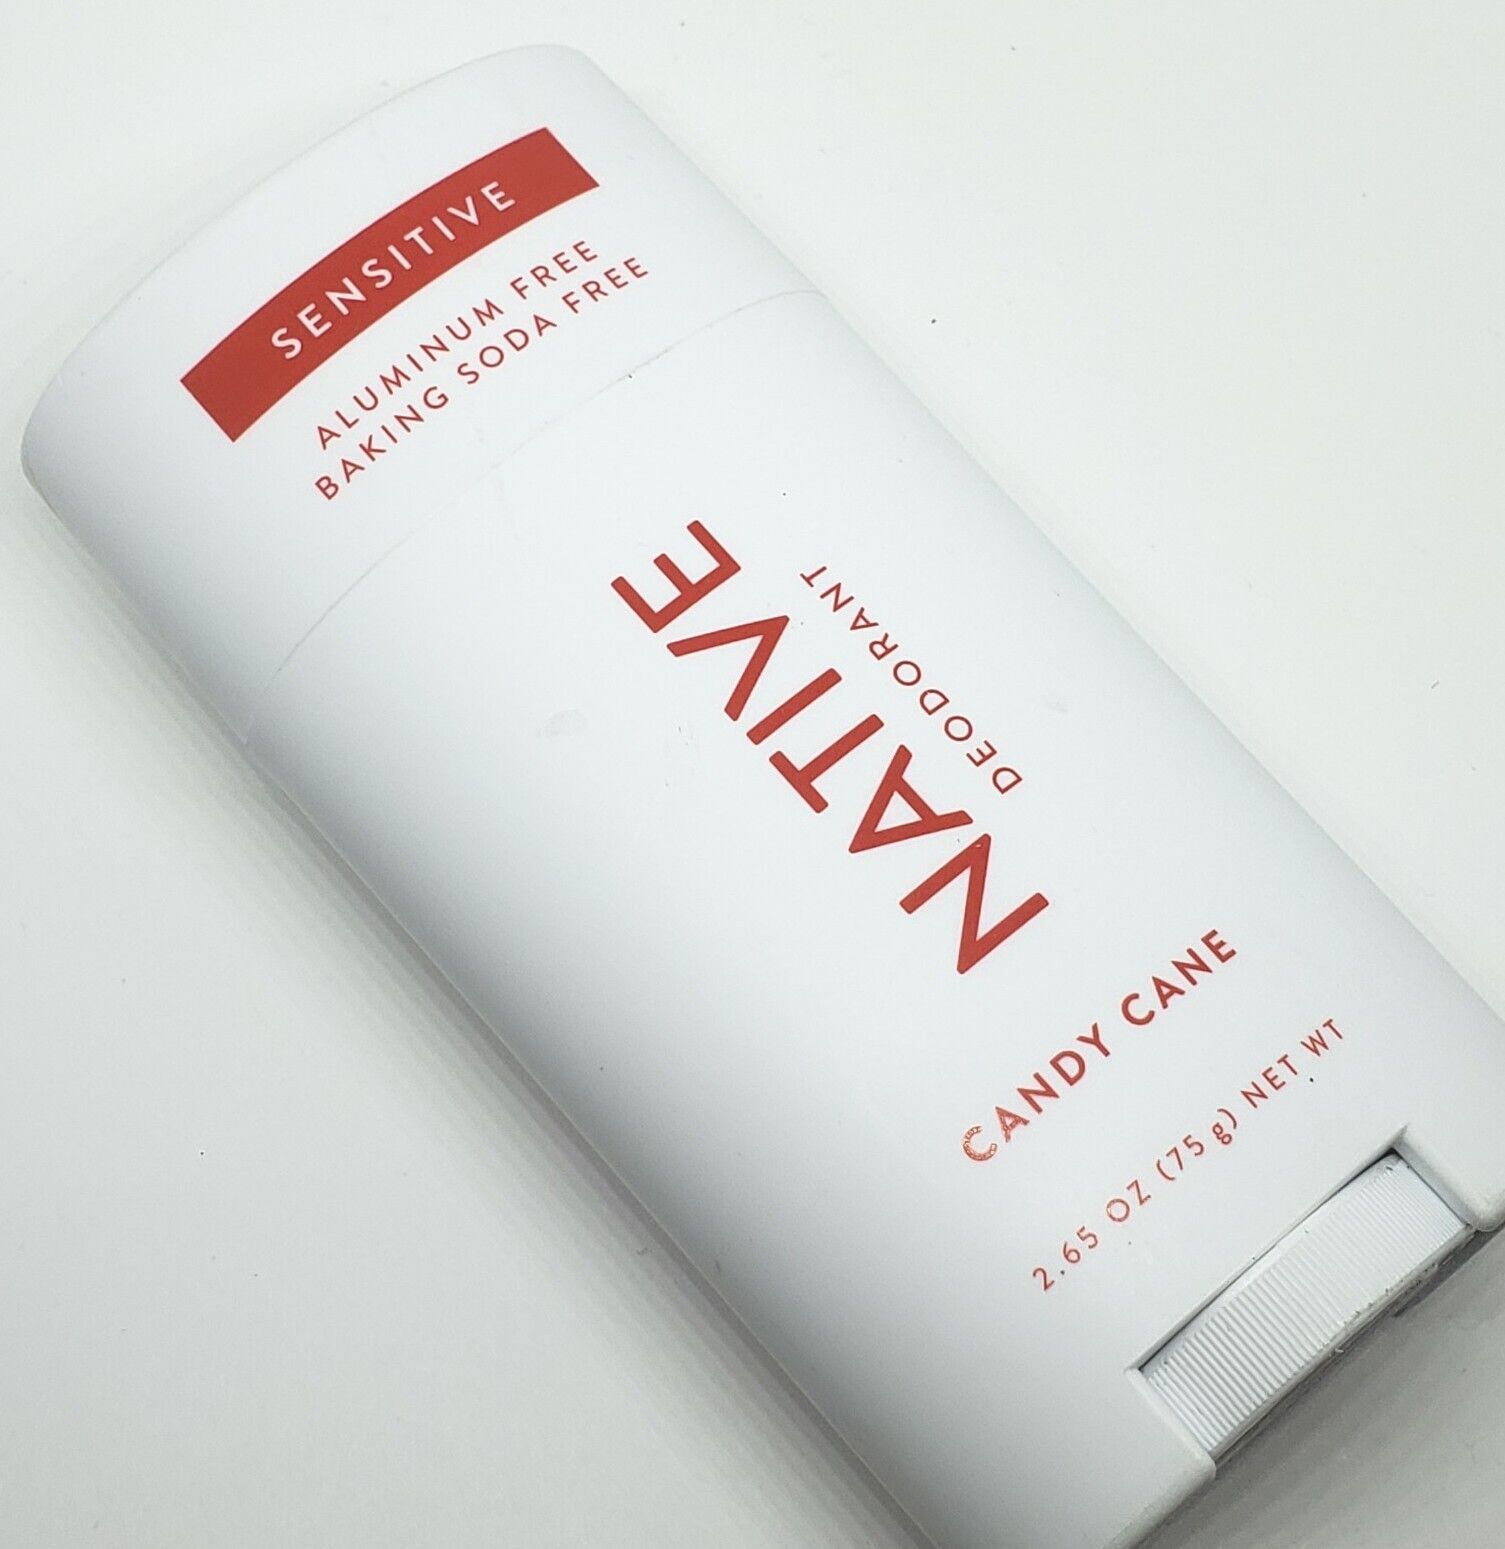 SENSITIVE
ALUMINUM FREE
BAKING SODA FREE
NATIVE
DEODORANT
CANDY CANE
2.65 OZ (75 g) NET WT